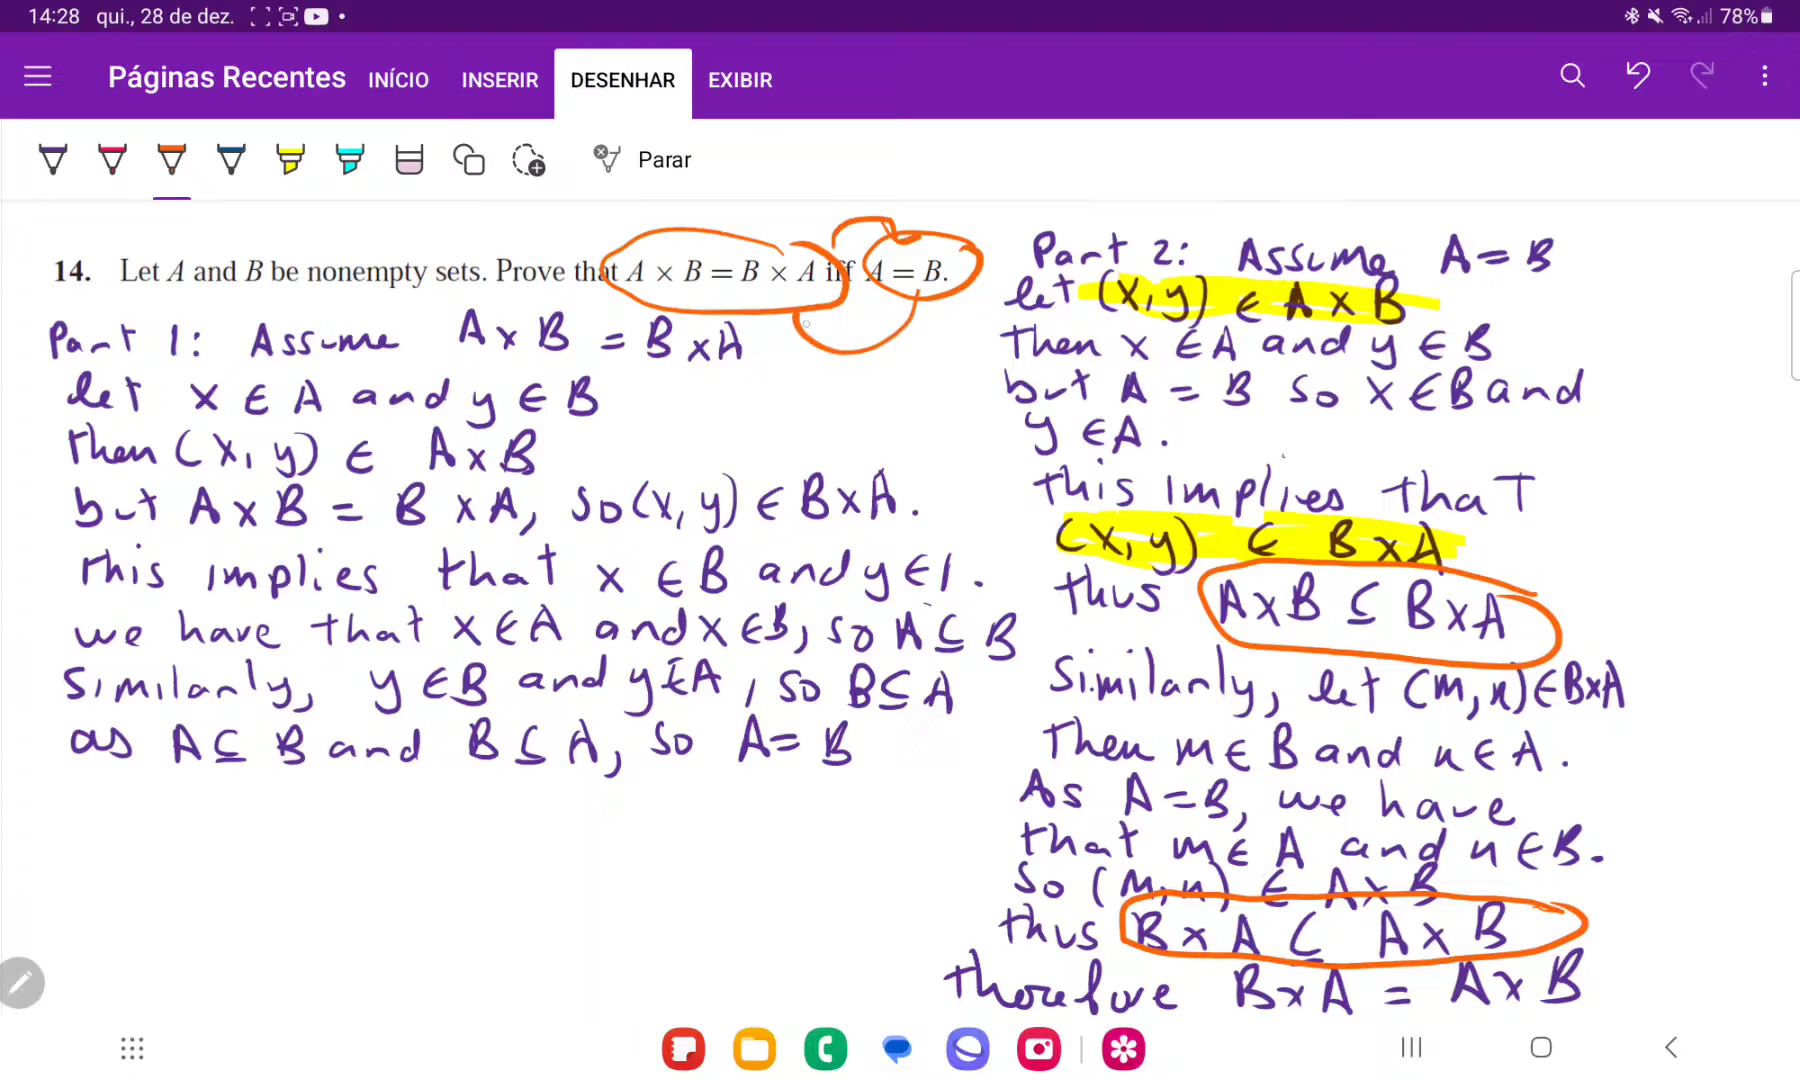 14:28 qui., 28 de dez. 78%
Páginas Recentes INÍCIO INSERIR DESENHAR EXIBIR
Parar
14. Let A and B be nonempty sets. Prove that A × B = B × A iff A = B.
Part 1: Assume A x B = B x A
let x ∈ A and y ∈ B
then (x, y) ∈ A x B
but A x B = B x A, so (x, y) ∈ B x A.
this implies that x ∈ B and y ∈
we have that x ∈ A and x ∈ B, so A ⊆ B
Similarly, y ∈ B and y ∈ A, so B ⊆ A
as A ⊆ B and B ⊆ A, so A = B
Part 2: Assume A = B
let (x, y) ∈ A x B
then x ∈ A and y ∈ B
but A = B so x ∈ B and
y ∈ A.
this implies that
(x, y) ∈ B x A
thus A x B ⊆ B x A
Similarly, let (m, n) ∈ B x A
Then m ∈ B and n ∈ A.
As A = B, we have
that m ∈ A and n ∈ B.
So (m, n) ∈ A x B
thus B x A ⊆ A x B
therefore B x A = A x B